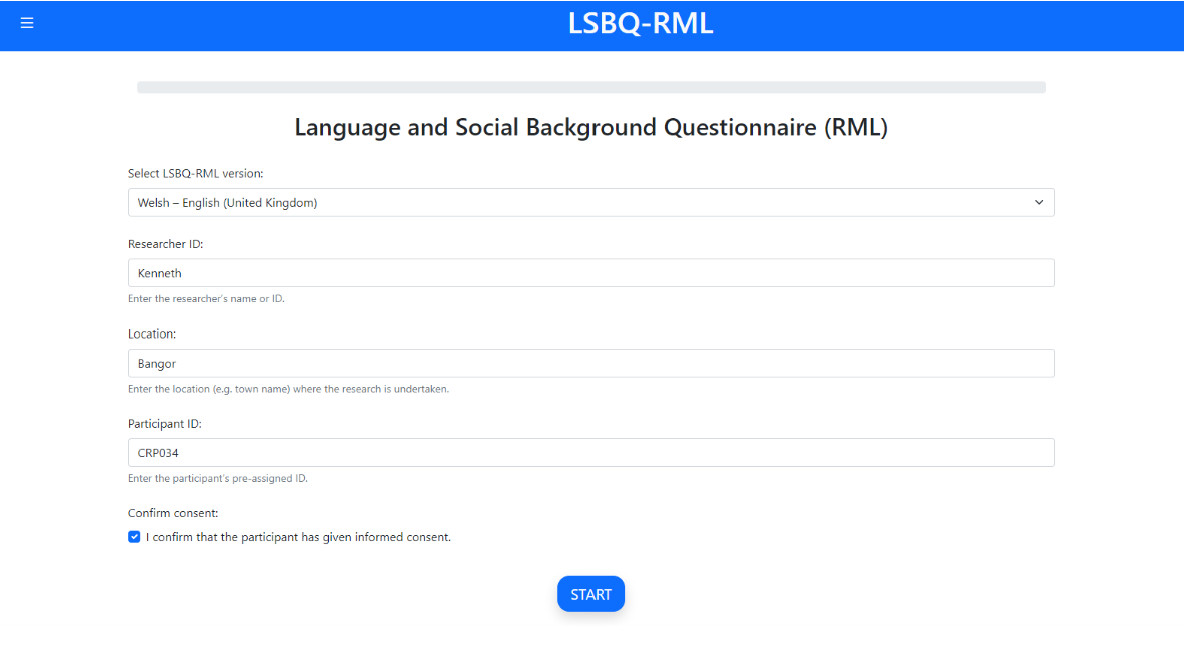 LSBQ-RML
Language and Social Background Questionnaire (RML)
Select LSBQ-RML version:
Welsh – English (United Kingdom)
Researcher ID:
Kenneth
Enter the researcher's name or ID.
Location:
Bangor
Enter the location (e.g. town name) where the research is undertaken.
Participant ID:
CRP034
Enter the participant's pre-assigned ID.
Confirm consent:
I confirm that the participant has given informed consent.
START